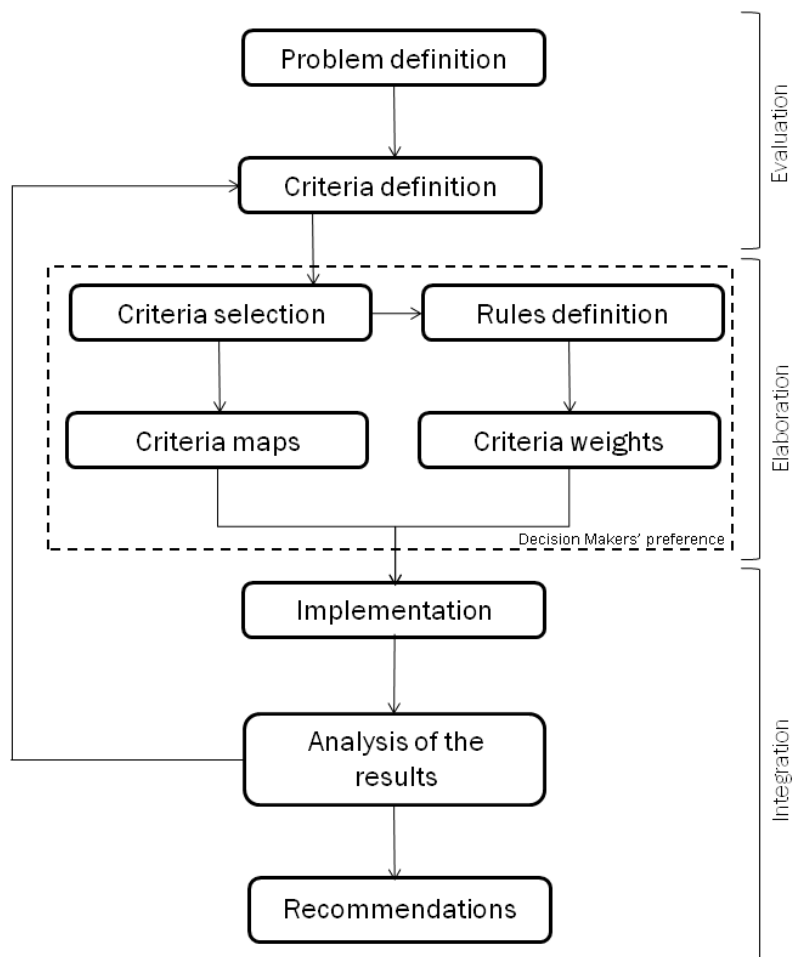 Problem definition
Evaluation
Criteria definition
Criteria selection
Rules definition
Elaboration
Criteria maps
Criteria weights
Decision Makers' preference
Implementation
Analysis of the
results
Integration
Recommendations